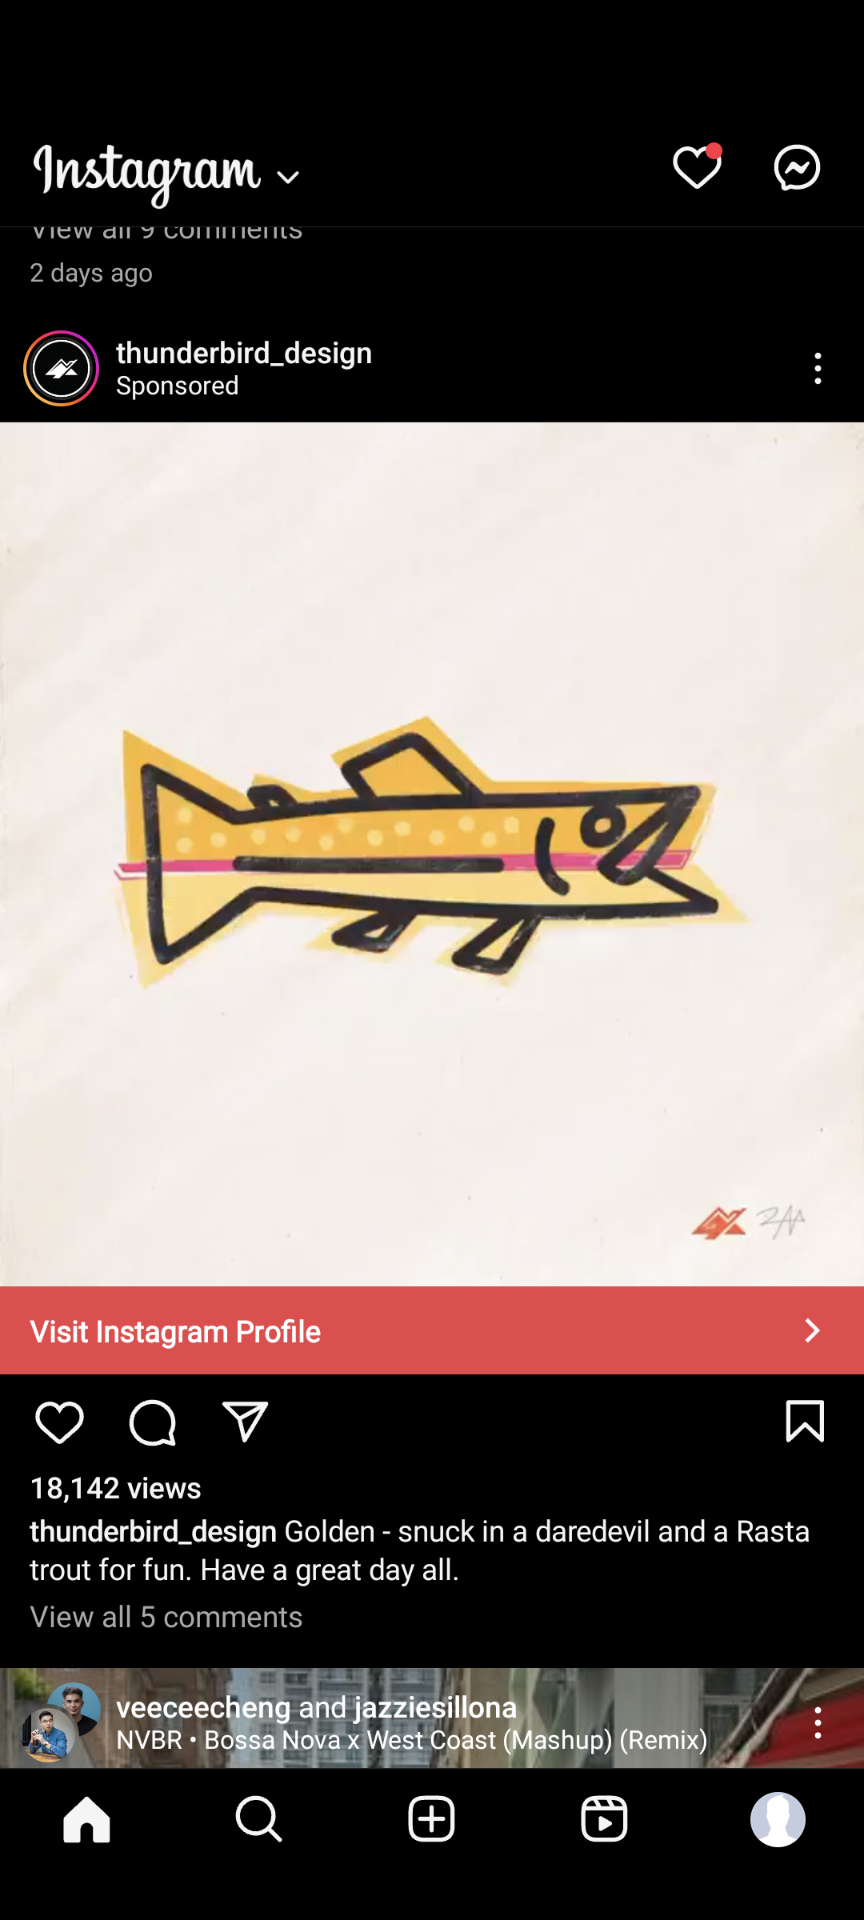 Instagram
View all 9 comments
2 days ago
thunderbird_design
Sponsored
Visit Instagram Profile
18,142 views
thunderbird_design Golden - snuck in a daredevil and a Rasta
trout for fun. Have a great day all.
View all 5 comments
veeceecheng and jazziesillona
NVBR • Bossa Nova x West Coast (Mashup) (Remix)